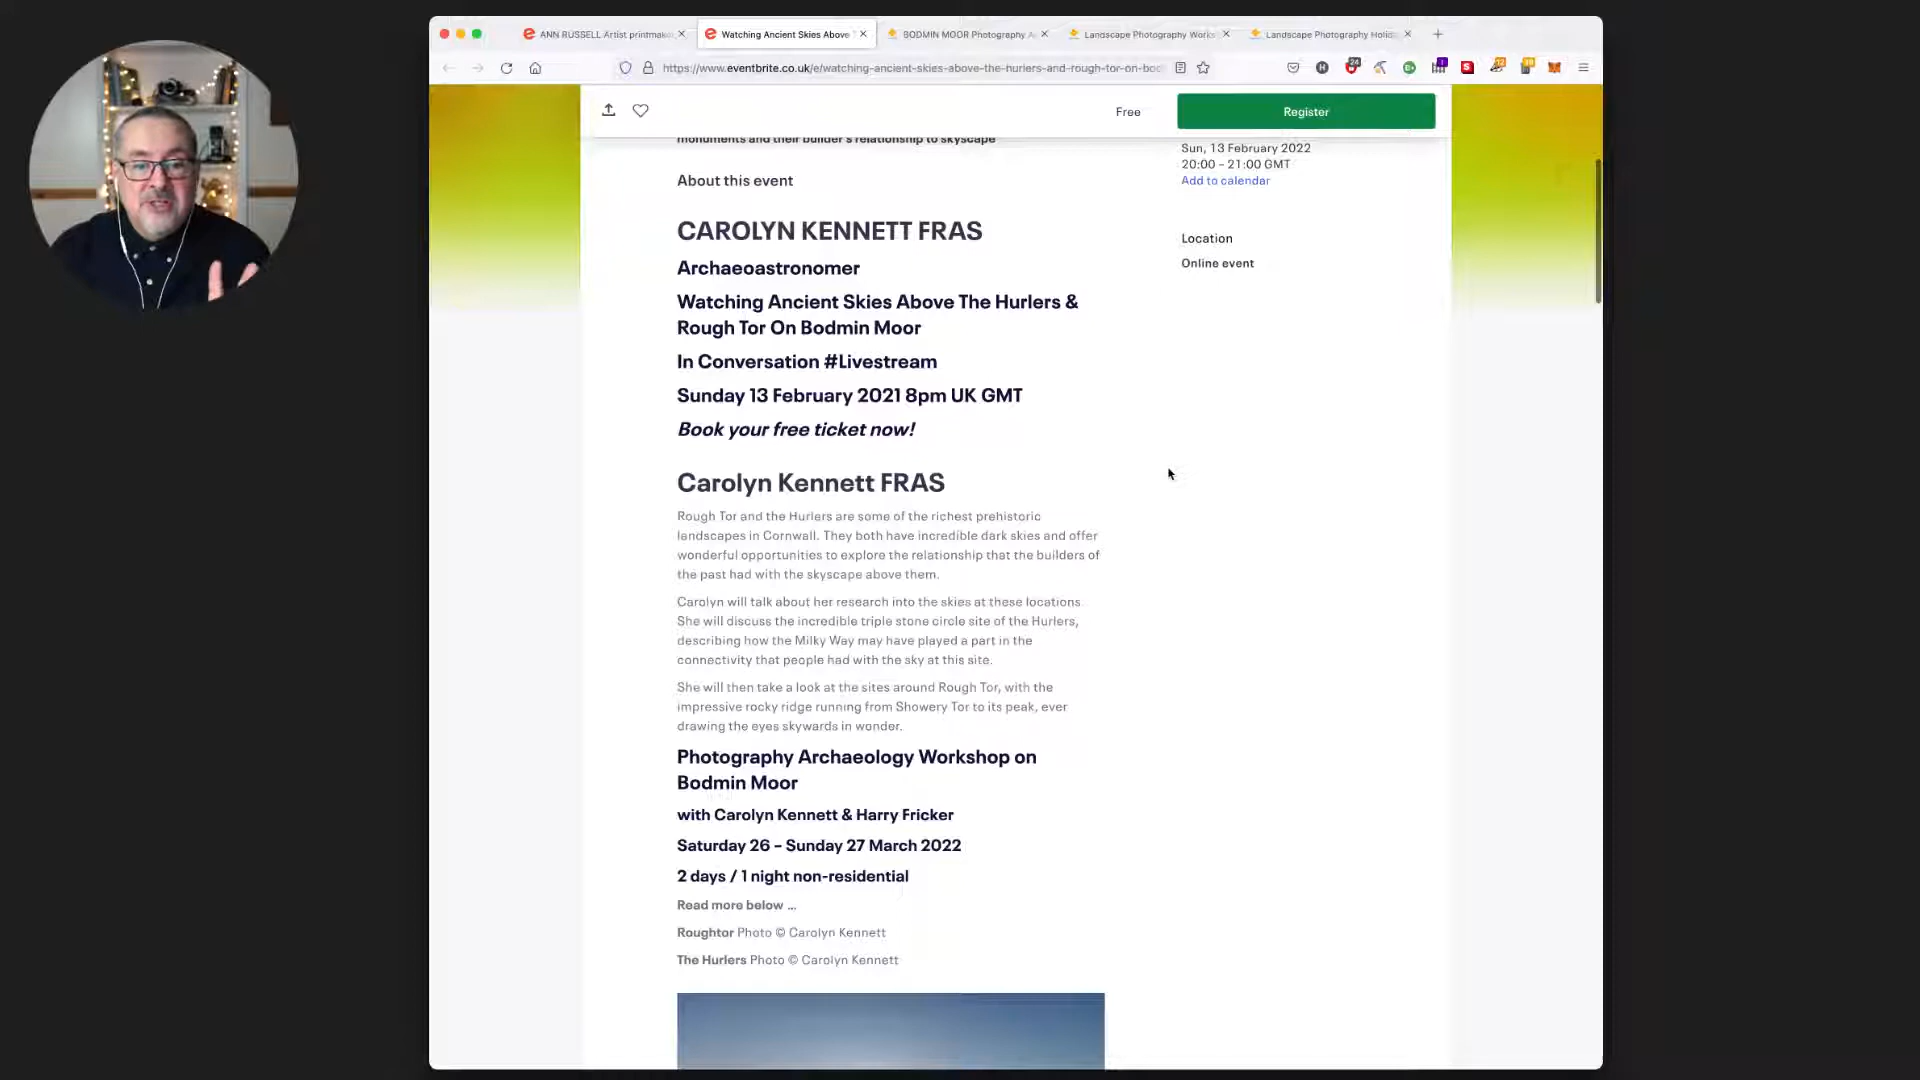 ANN RUSSELL Artist printmake
Watching Ancient Skies Above
BODMIN MOOR Photography A
Landscape Photography Works
Landscape Photography Holid
https://www.eventbrite.co.uk/e/watching-ancient-skies-above-the-hurlers-and-rough-tor-on-bod
Free
Register
monuments and their builder's relationship to skyscape
Sun, 13 February 2022
20:00 – 21:00 GMT
Add to calendar
Location
Online event
About this event
CAROLYN KENNETT FRAS
Archaeoastronomer
Watching Ancient Skies Above The Hurlers &
Rough Tor On Bodmin Moor
In Conversation #Livestream
Sunday 13 February 2021 8pm UK GMT
Book your free ticket now!
Carolyn Kennett FRAS
Rough Tor and the Hurlers are some of the richest prehistoric
landscapes in Cornwall. They both have incredible dark skies and offer
wonderful opportunities to explore the relationship that the builders of
the past had with the skyscape above them.
Carolyn will talk about her research into the skies at these locations.
She will discuss the incredible triple stone circle site of the Hurlers,
describing how the Milky Way may have played a part in the
connectivity that people had with the sky at this site.
She will then take a look at the sites around Rough Tor, with the
impressive rocky ridge running from Showery Tor to its peak, ever
drawing the eyes skywards in wonder.
Photography Archaeology Workshop on
Bodmin Moor
with Carolyn Kennett & Harry Fricker
Saturday 26 – Sunday 27 March 2022
2 days / 1 night non-residential
Read more below ...
Roughtor Photo © Carolyn Kennett
The Hurlers Photo © Carolyn Kennett